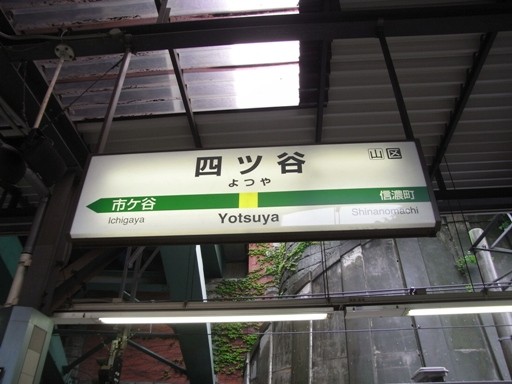 四ツ谷
山 区
よつや
市ケ谷
信濃町
Ichigaya
Yotsuya
Shinanomachi